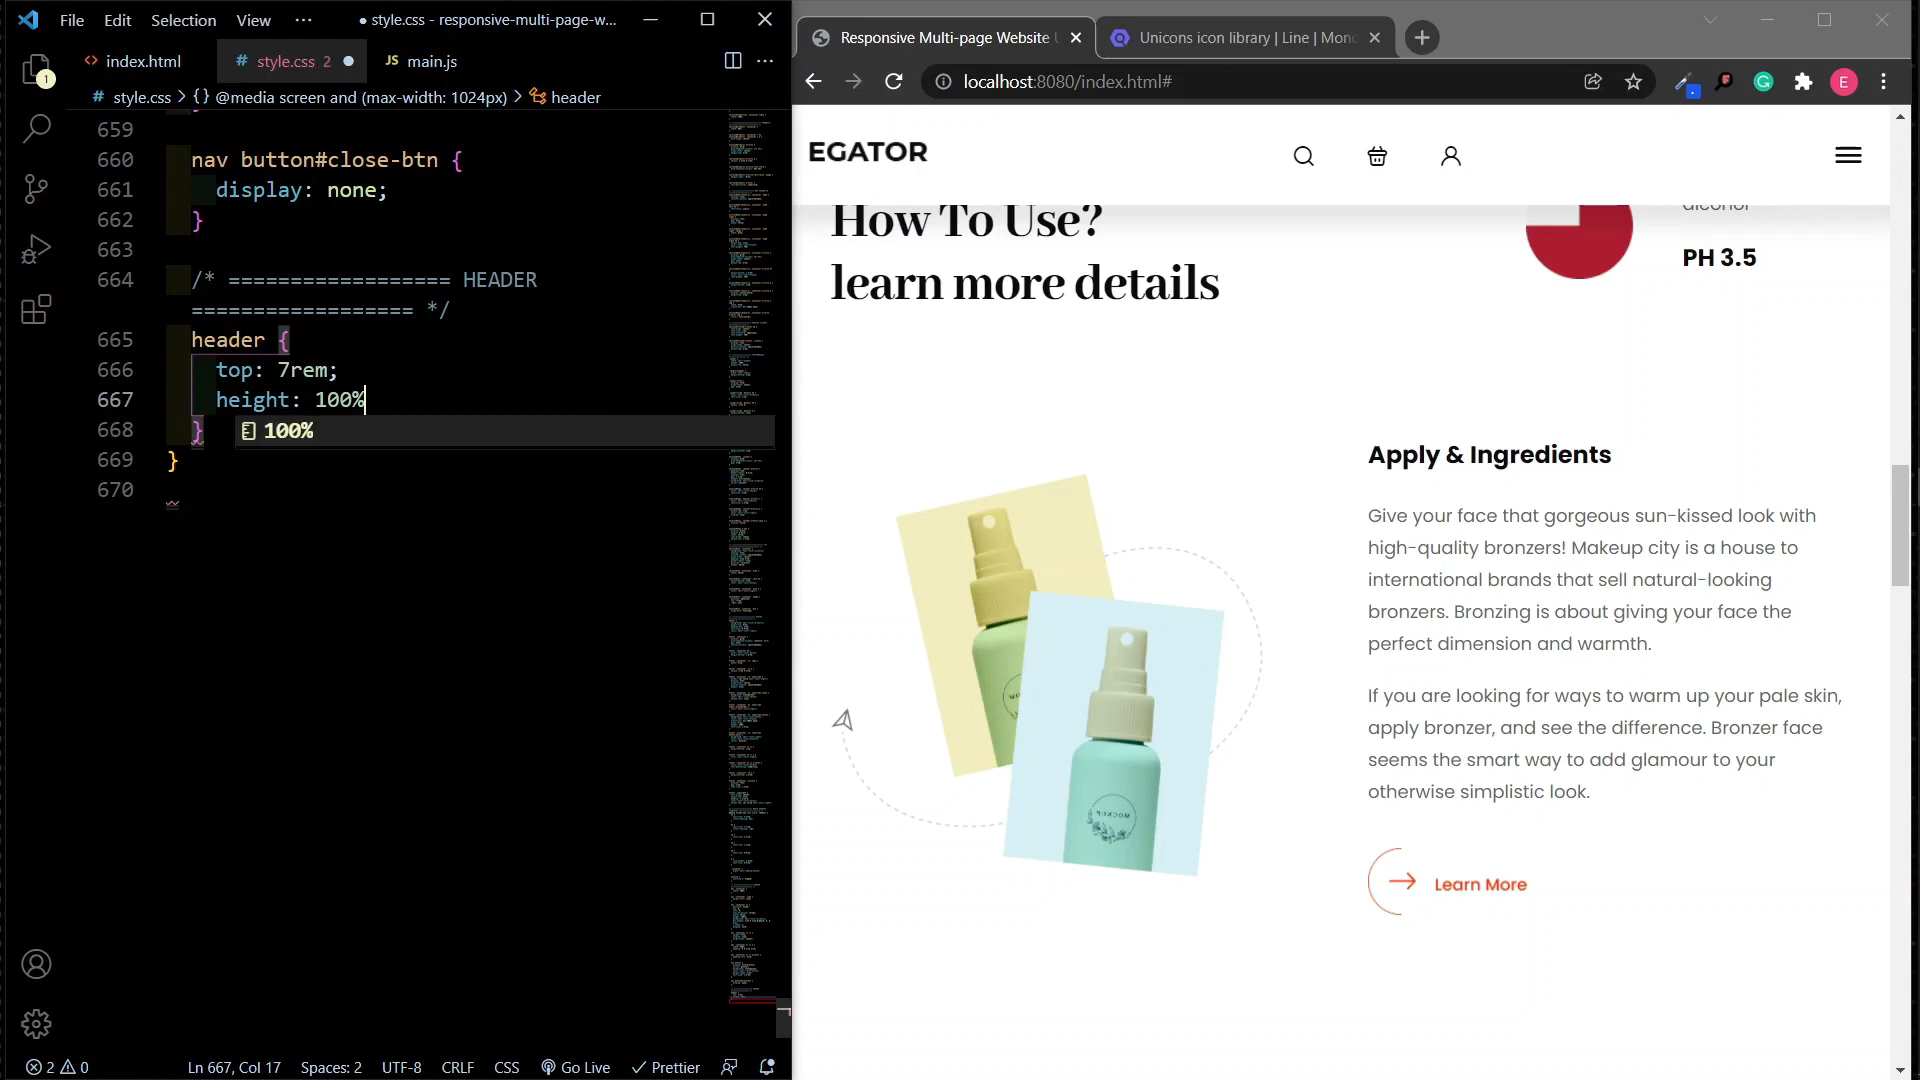 File Edit Selection View ···
● style.css - responsive-multi-page-w...
Responsive Multi-page Website U
Unicons icon library | Line | Mono
<> index.html
# style.css 2 ●
JS main.js
localhost:8080/index.html#
E
1
# style.css > {} @media screen and (max-width: 1024px) > header
659
660 nav button#close-btn {
661 display: none;
662 }
663
664 /* ================== HEADER
================== */
665 header {
666 top: 7rem;
667 height: 100%
668 }
100%
669 }
670
EGATOR
How To Use?
learn more details
alcohol
PH 3.5
Apply & Ingredients
Give your face that gorgeous sun-kissed look with
high-quality bronzers! Makeup city is a house to
international brands that sell natural-looking
bronzers. Bronzing is about giving your face the
perfect dimension and warmth.
If you are looking for ways to warm up your pale skin,
apply bronzer, and see the difference. Bronzer face
seems the smart way to add glamour to your
otherwise simplistic look.
Learn More
2 0
Ln 667, Col 17 Spaces: 2 UTF-8 CRLF CSS Go Live Prettier